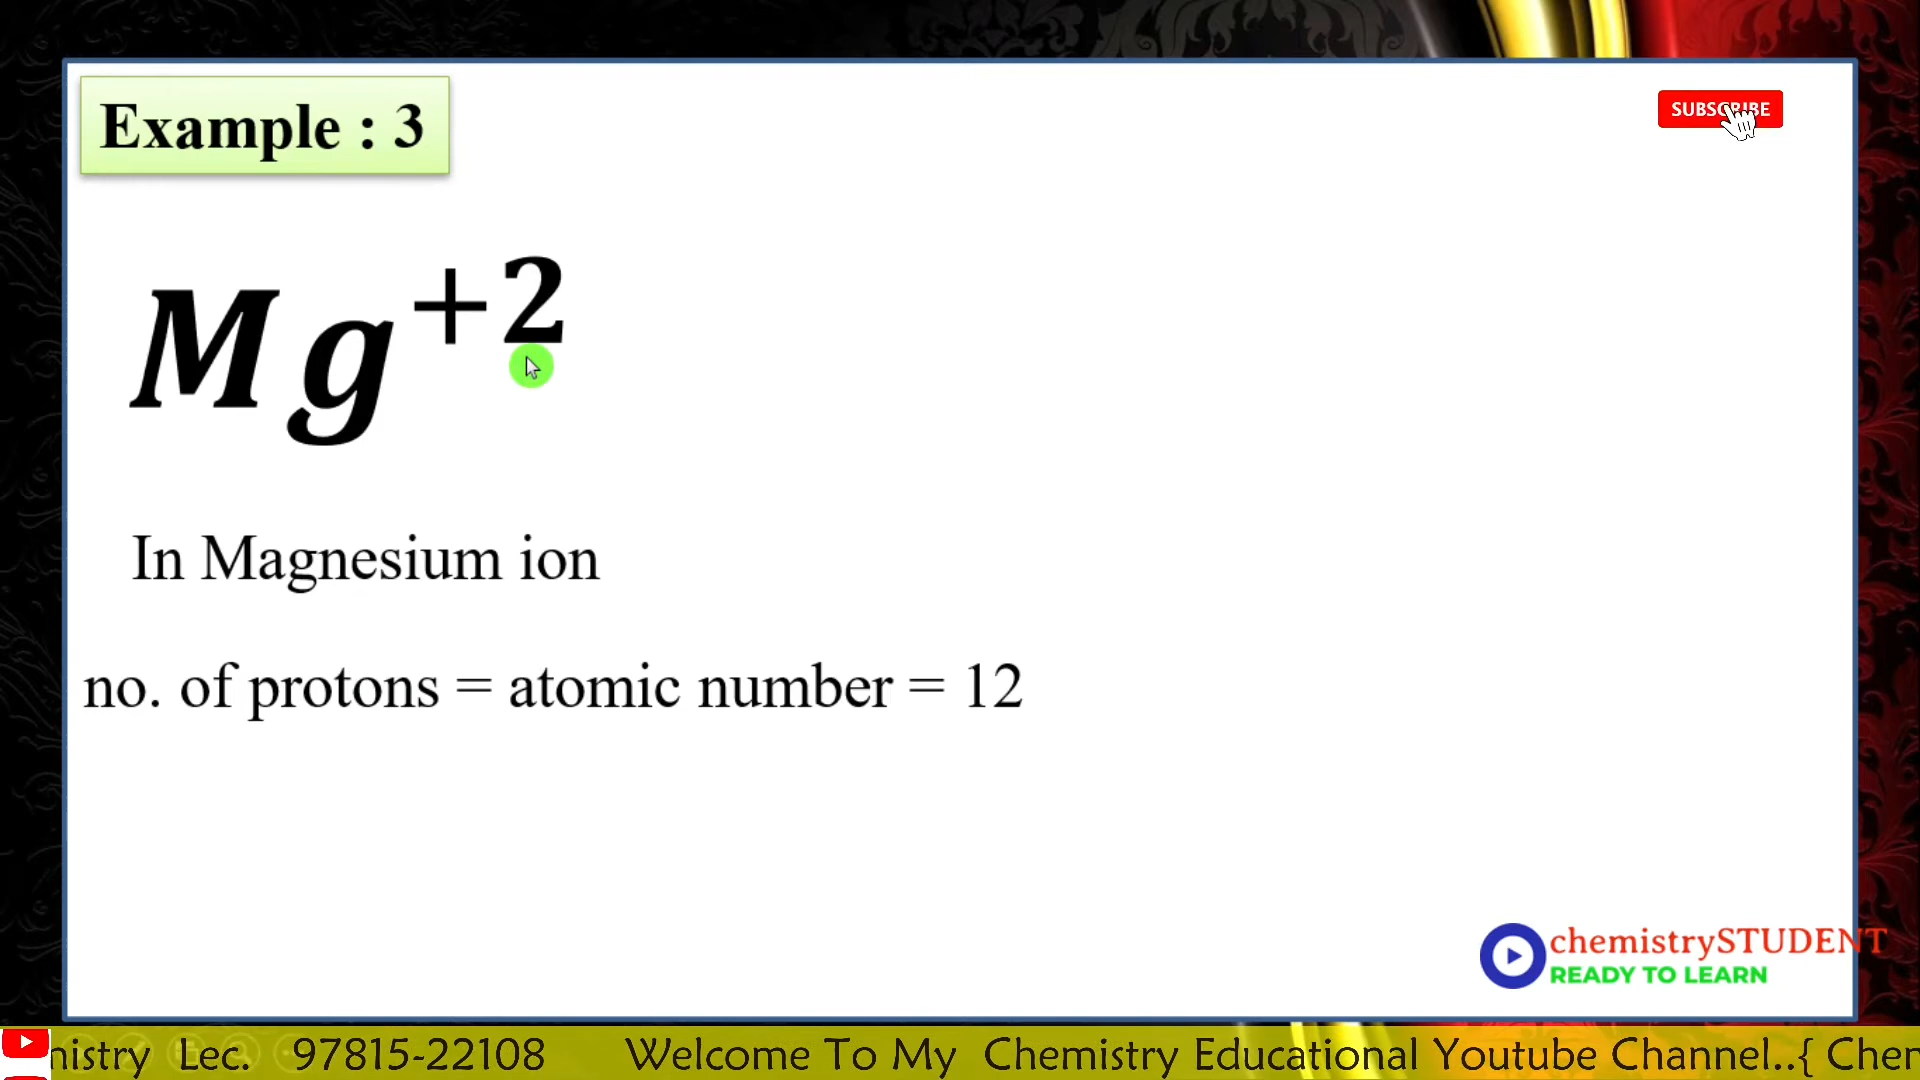 Example : 3
SUBSCRIBE
Mg+2
In Magnesium ion
no. of protons = atomic number = 12
chemistrySTUDENT
READY TO LEARN
nistry Lec. 97815-22108 Welcome To My Chemistry Educational Youtube Channel..{ Chem